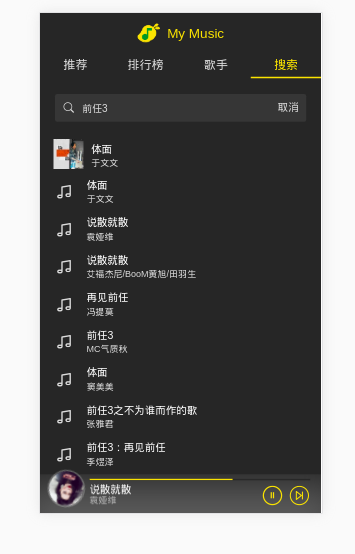 My Music
推荐 排行榜 歌手 搜索
前任3 取消
体面
于文文
体面
于文文
说散就散
袁娅维
说散就散
艾福杰尼/BooM黄旭/田羽生
再见前任
冯提莫
前任3
MC气质秋
体面
窦美美
前任3之不为谁而作的歌
张雅君
前任3：再见前任
李煜泽
说散就散
袁娅维